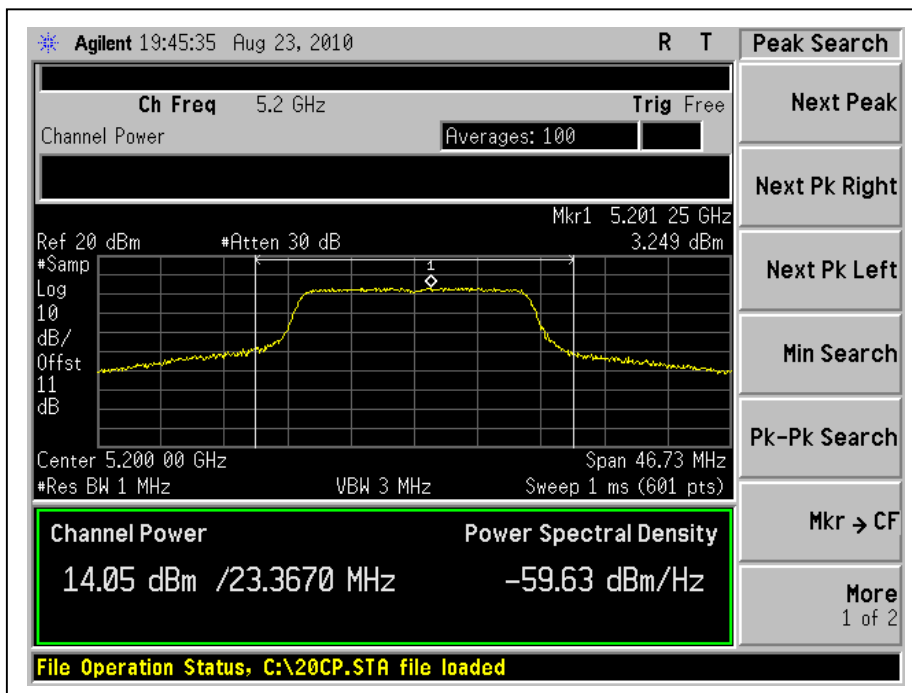 Agilent 19:45:35 Aug 23, 2010 R T
Peak Search
Ch Freq 5.2 GHz Trig Free
Channel Power Averages: 100
Mkr1 5.201 25 GHz
Ref 20 dBm #Atten 30 dB 3.249 dBm
#Samp
Log
10
dB/
Offst
11
dB
1
Center 5.200 00 GHz Span 46.73 MHz
#Res BW 1 MHz VBW 3 MHz Sweep 1 ms (601 pts)
Channel Power Power Spectral Density
14.05 dBm /23.3670 MHz -59.63 dBm/Hz
File Operation Status, C:\20CP.STA file loaded
Next Peak
Next Pk Right
Next Pk Left
Min Search
Pk-Pk Search
Mkr → CF
More
1 of 2